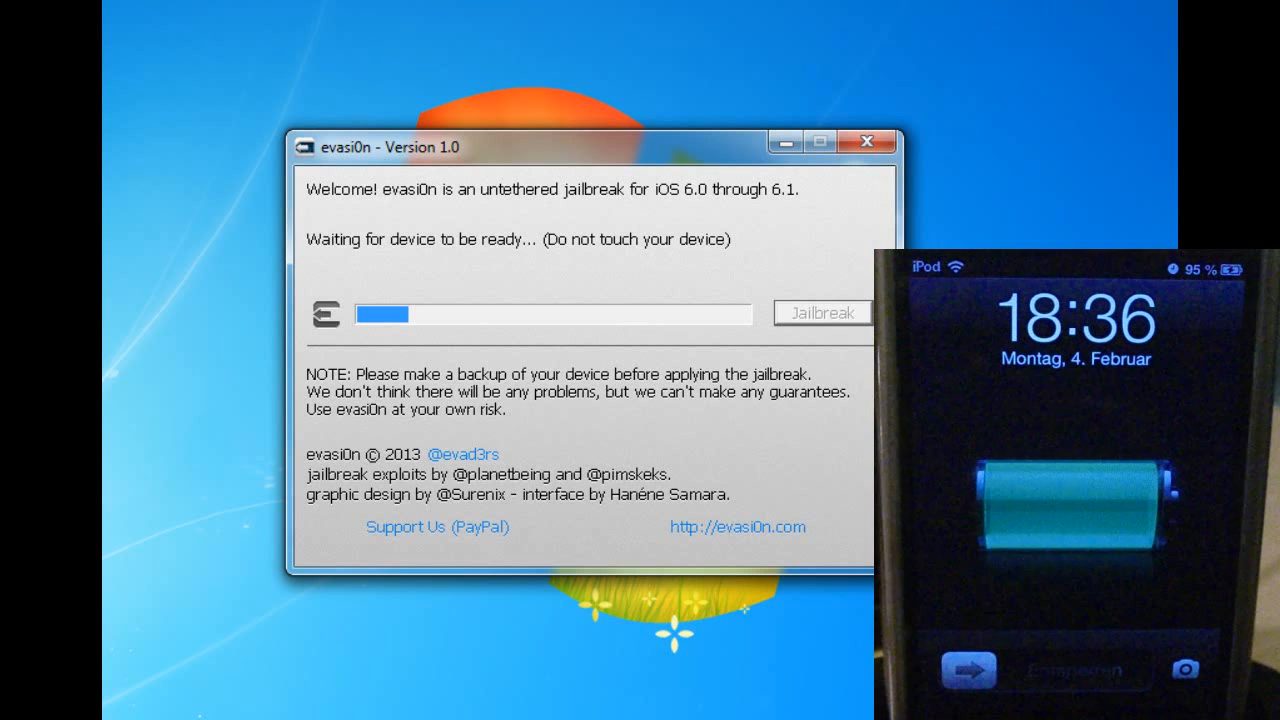 evasi0n - Version 1.0
Welcome! evasi0n is an untethered jailbreak for iOS 6.0 through 6.1.
Waiting for device to be ready... (Do not touch your device)
Jailbreak
NOTE: Please make a backup of your device before applying the jailbreak.
We don't think there will be any problems, but we can't make any guarantees.
Use evasi0n at your own risk.
evasi0n © 2013 @evad3rs
jailbreak exploits by @planetbeing and @pimskeks.
graphic design by @Surenix - interface by Hanéne Samara.
Support Us (PayPal) http://evasi0n.com
iPod 95 %
18:36
Montag, 4. Februar
Entsperren